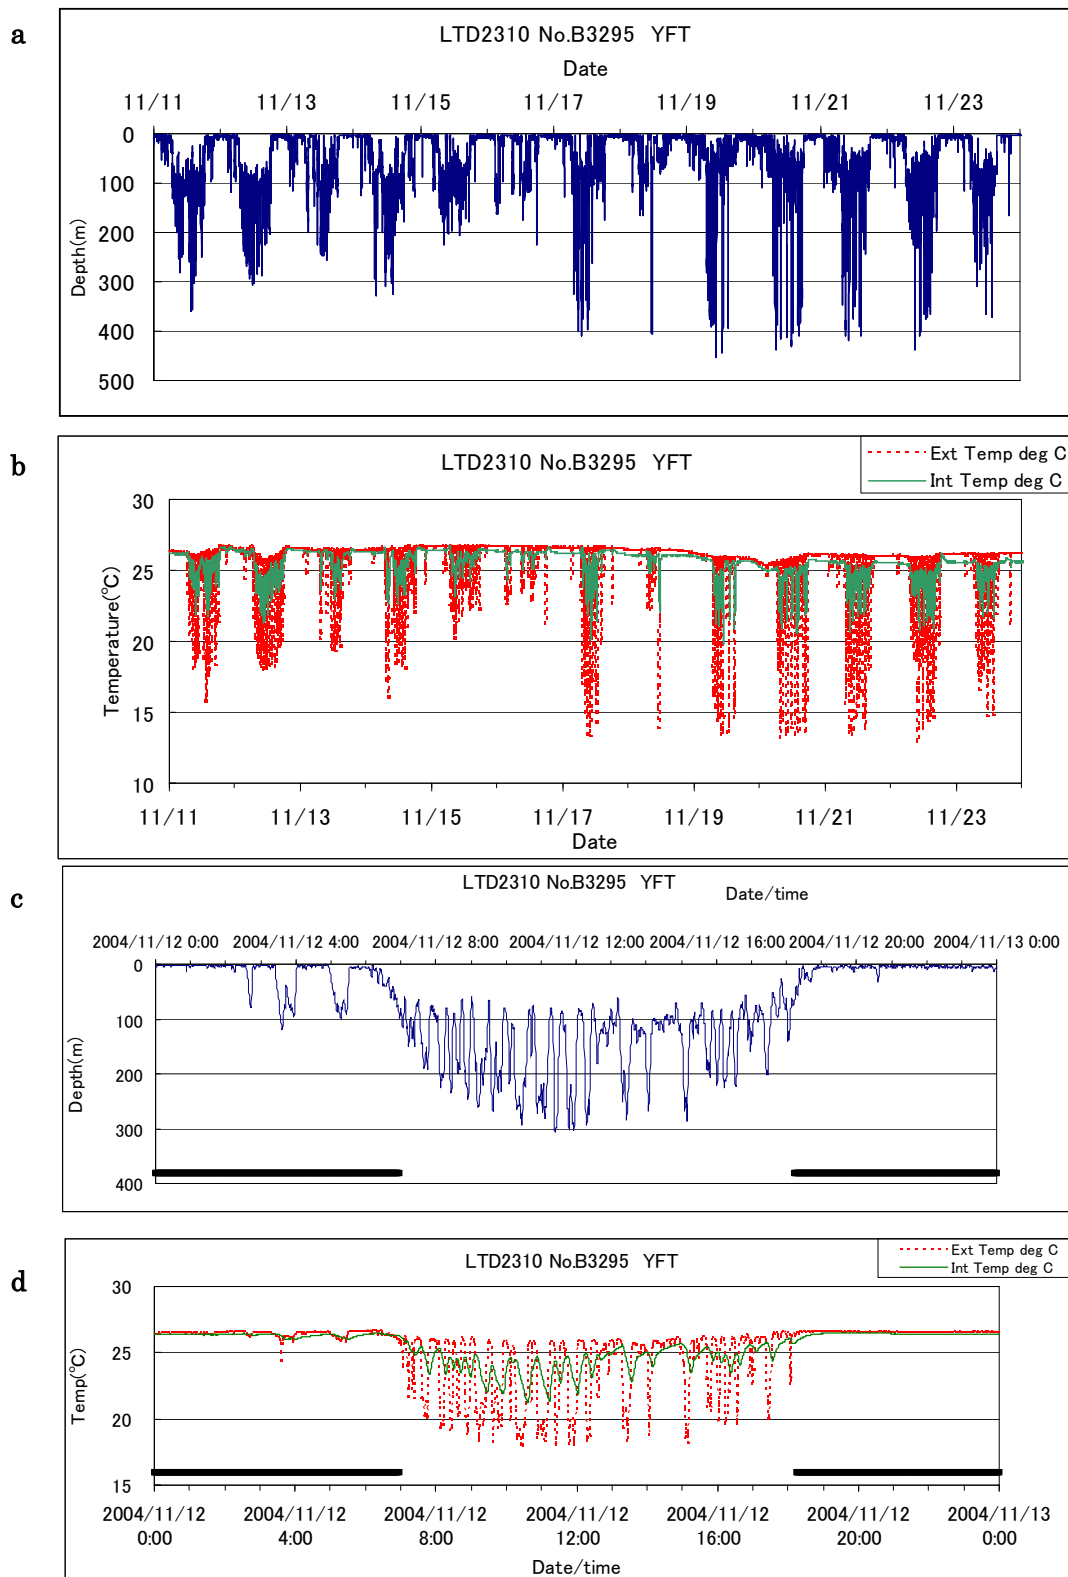 a
LTD2310 No.B3295 YFT
Date
11/11 11/13 11/15 11/17 11/19 11/21 11/23
0
100
200
300
400
500
Depth(m)
b
LTD2310 No.B3295 YFT
Ext Temp deg C
Int Temp deg C
30
25
20
15
10
Temperature(℃)
11/11 11/13 11/15 11/17 11/19 11/21 11/23
Date
c
LTD2310 No.B3295 YFT
Date/time
2004/11/12 0:00 2004/11/12 4:00 2004/11/12 8:00 2004/11/12 12:00 2004/11/12 16:00 2004/11/12 20:00 2004/11/13 0:00
0
100
200
300
400
Depth(m)
d
LTD2310 No.B3295 YFT
Ext Temp deg C
Int Temp deg C
30
25
20
15
Temp(℃)
2004/11/12 2004/11/12 2004/11/12 2004/11/12 2004/11/12 2004/11/12 2004/11/13
0:00 4:00 8:00 12:00 16:00 20:00 0:00
Date/time